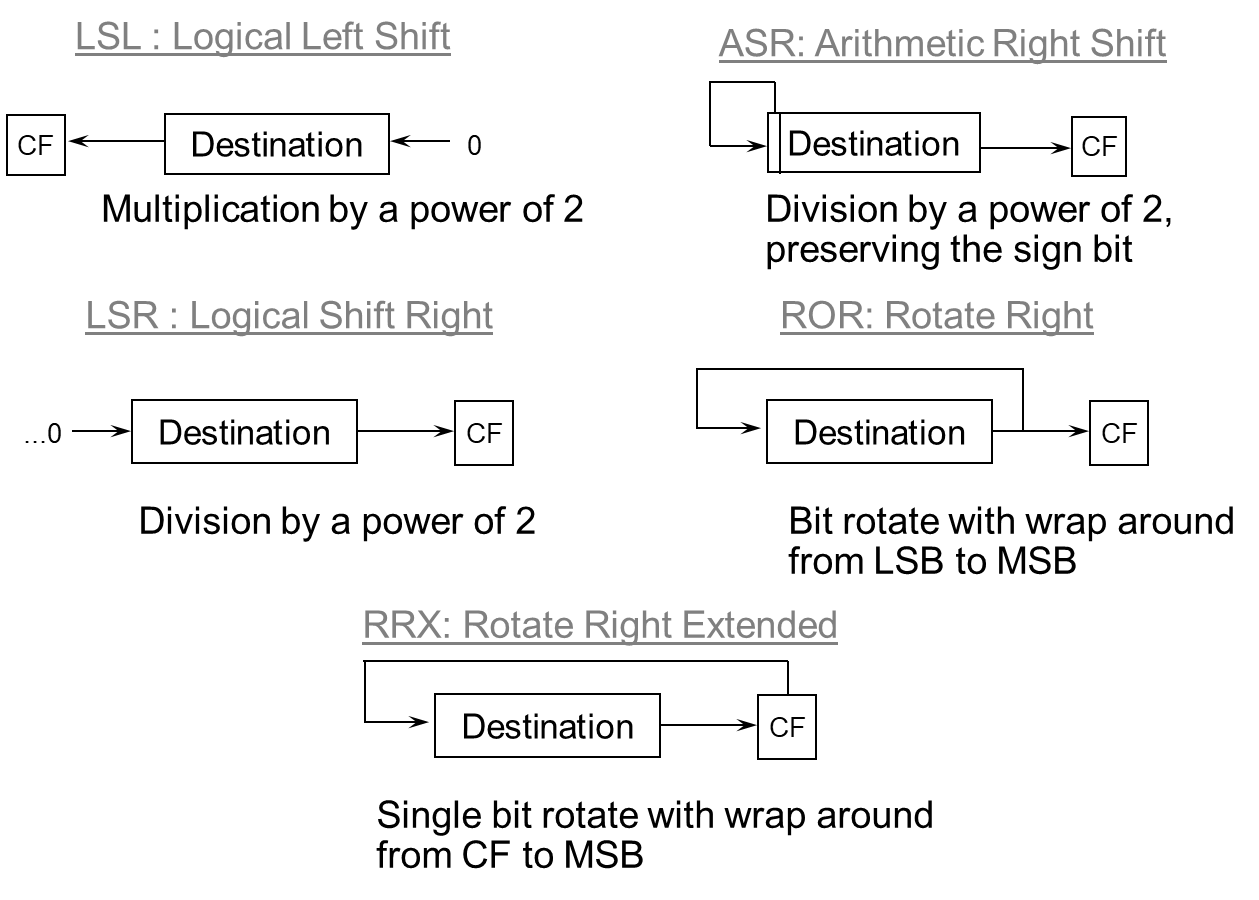 LSL : Logical Left Shift
CF
Destination
0
Multiplication by a power of 2
ASR: Arithmetic Right Shift
Destination
CF
Division by a power of 2,
preserving the sign bit
LSR : Logical Shift Right
...0
Destination
CF
Division by a power of 2
ROR: Rotate Right
Destination
CF
Bit rotate with wrap around
from LSB to MSB
RRX: Rotate Right Extended
Destination
CF
Single bit rotate with wrap around
from CF to MSB